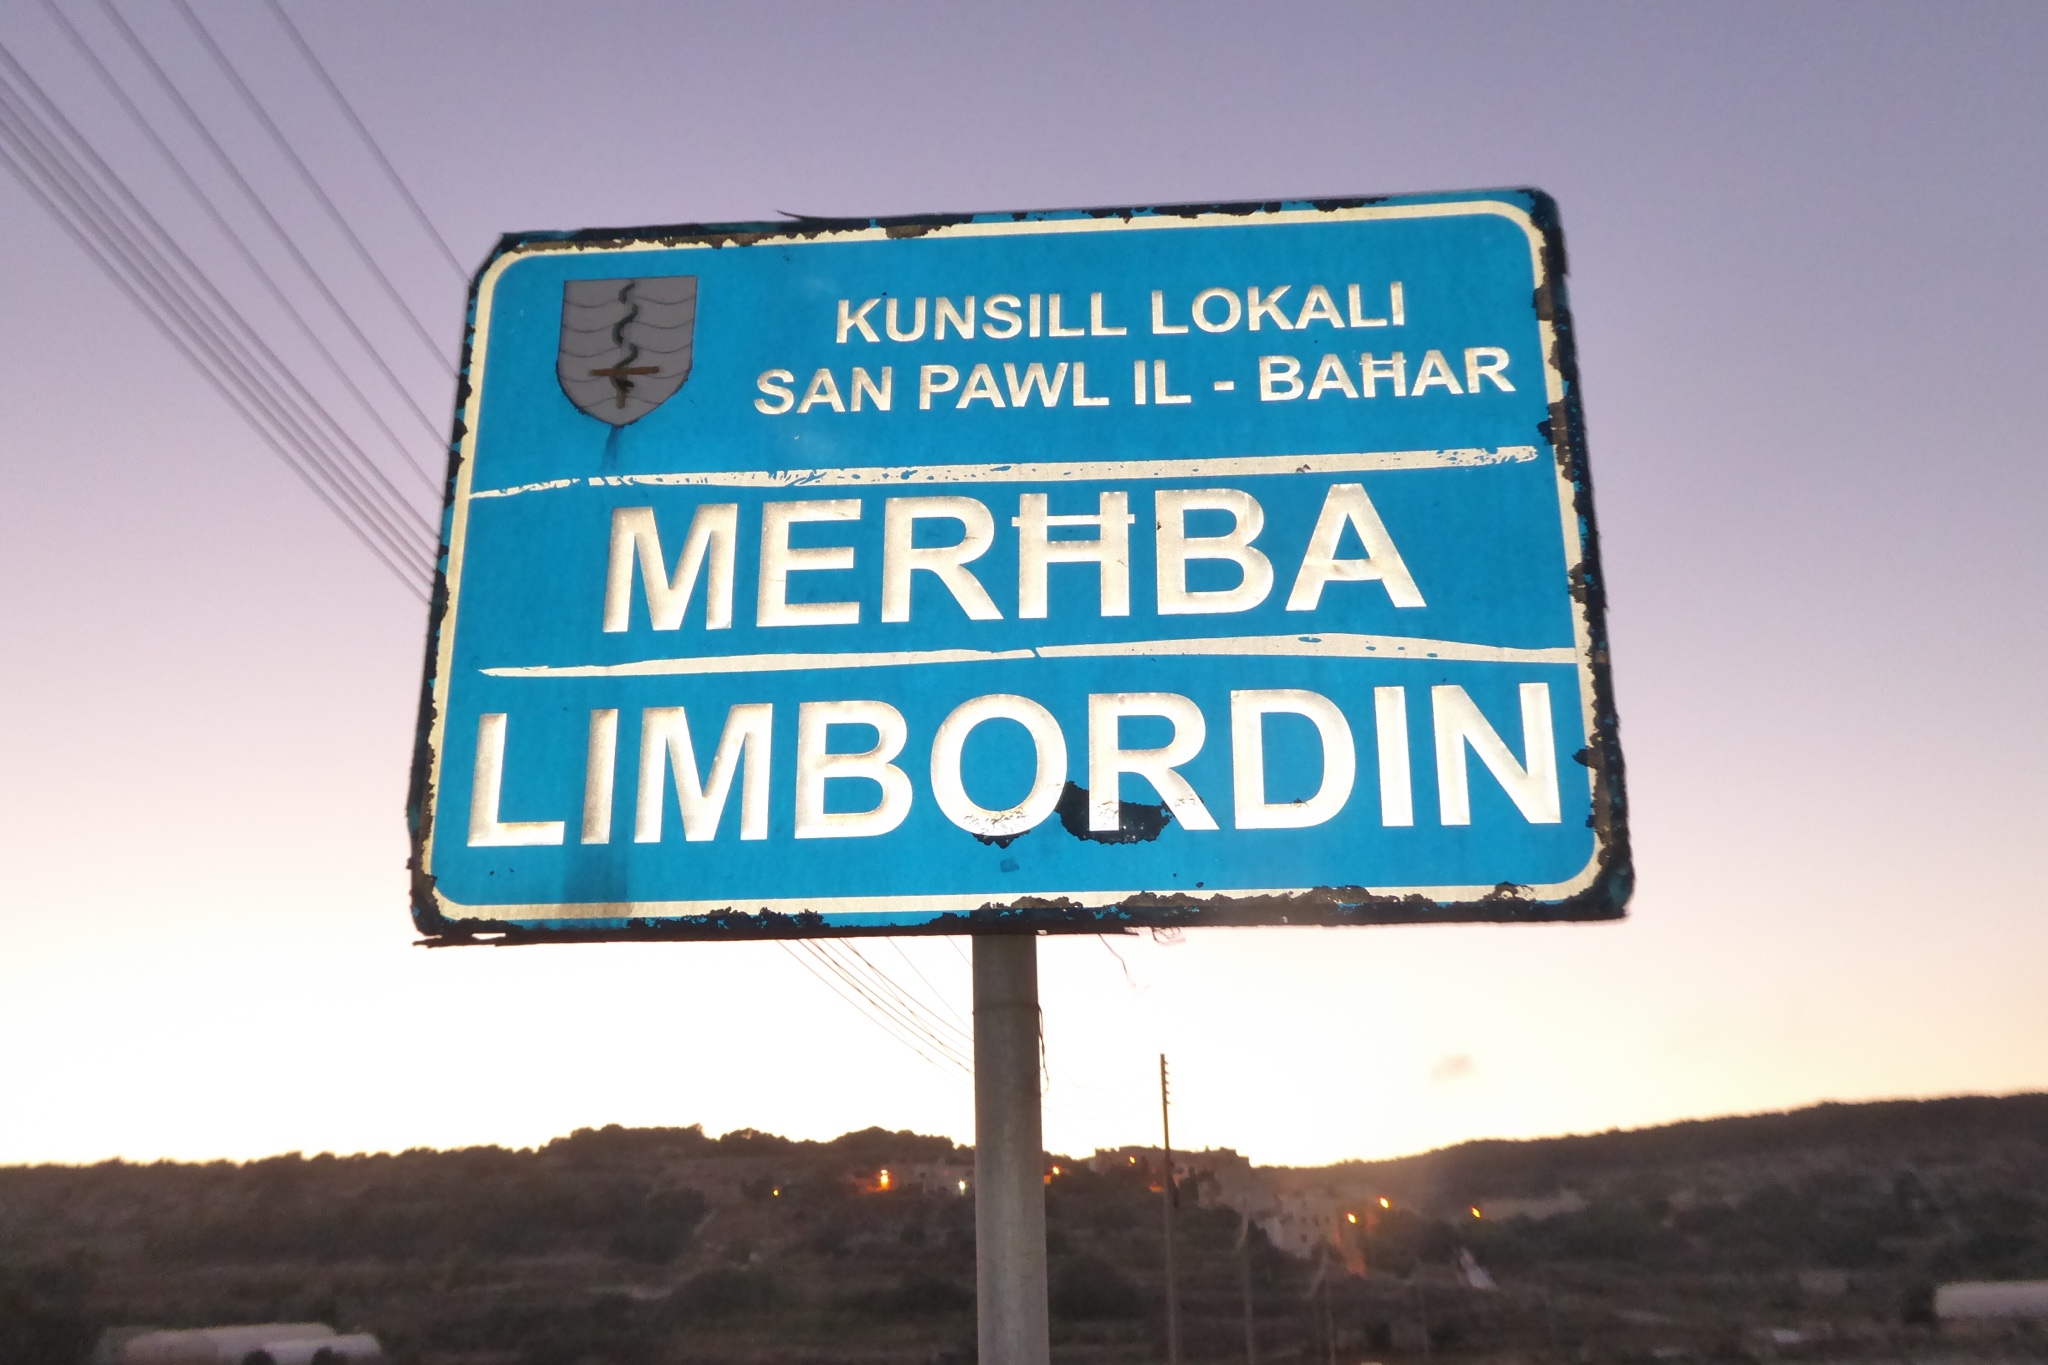 KUNSILL LOKALI
SAN PAWL IL - BAĦAR
MERĦBA
LIMBORDIN